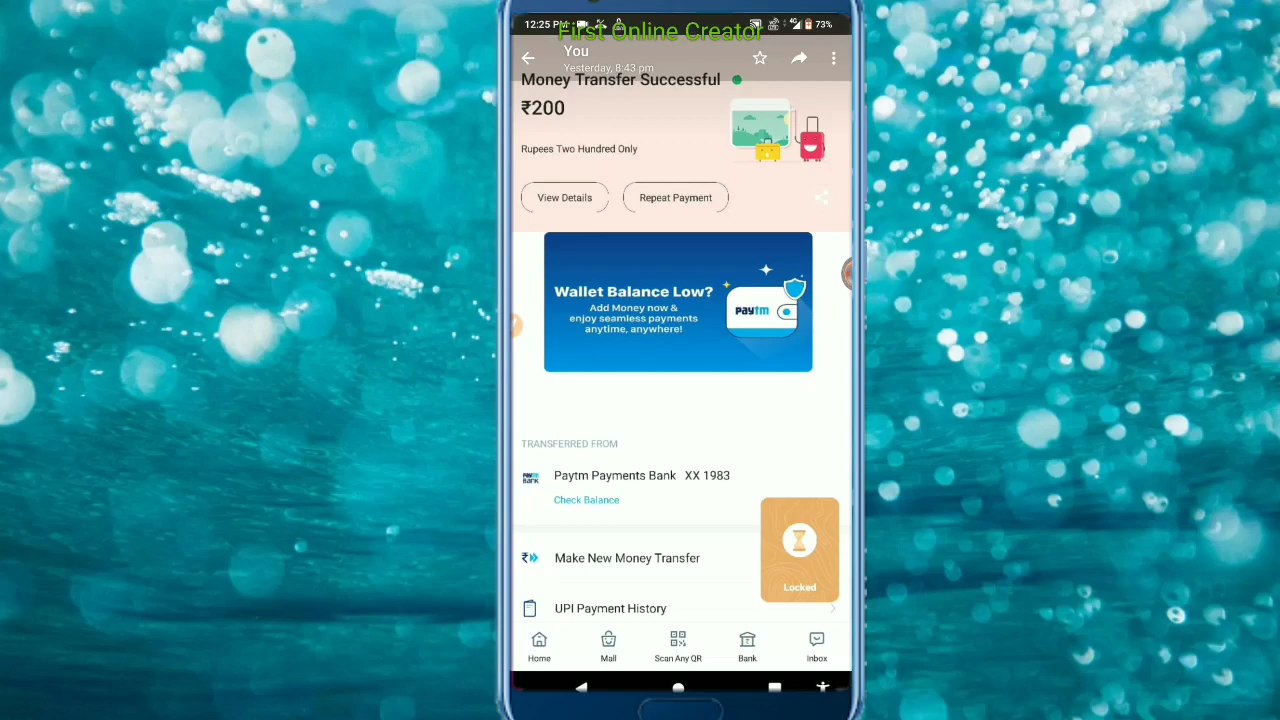 12:25 PM
4G
73%
First Online Creator
You
Yesterday, 8:43 pm
Money Transfer Successful
₹200
Rupees Two Hundred Only
View Details
Repeat Payment
Wallet Balance Low?
Add Money now &
enjoy seamless payments
anytime, anywhere!
paytm
TRANSFERRED FROM
Paytm Payments Bank XX 1983
Check Balance
Make New Money Transfer
Locked
UPI Payment History
Home
Mall
Scan Any QR
Bank
Inbox